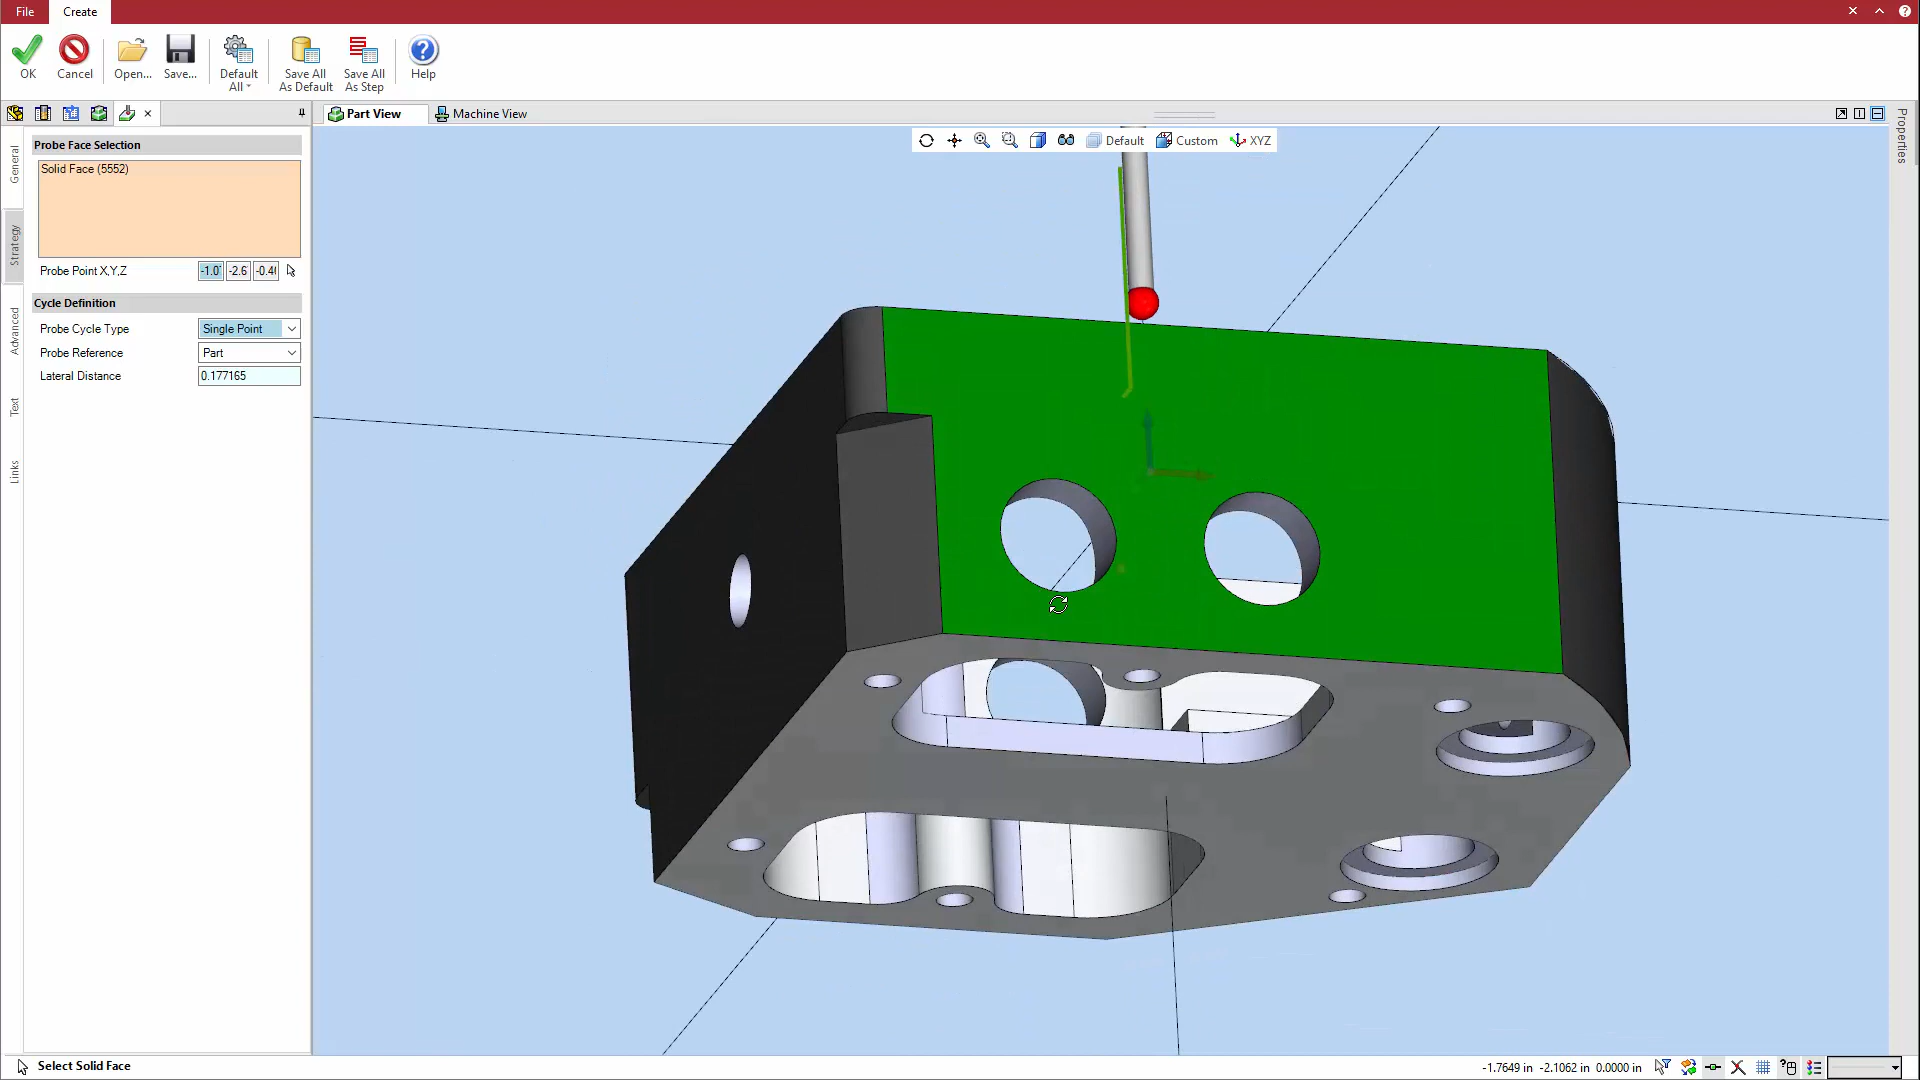 File
Create
OK
Cancel
Open...
Save...
Default
All
Save All
As Default
Save All
As Step
Help
Part View
Machine View
Properties
Default
Custom
XYZ
General
Strategy
Advanced
Text
Links
Probe Face Selection
Solid Face (5552)
Probe Point X,Y,Z
-2.6
Cycle Definition
Probe Cycle Type
Single Point
Probe Reference
Part
Lateral Distance
0.177165
Select Solid Face
-1.7649 in -2.1062 in 0.0000 in